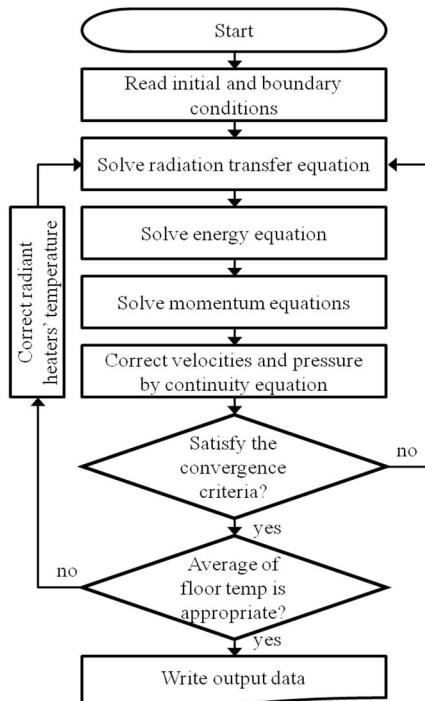 Start
Read initial and boundary
conditions
Solve radiation transfer equation
Solve energy equation
Solve momentum equations
Correct velocities and pressure
by continuity equation
Correct radiant
heaters' temperature
Satisfy the
convergence
criteria?
no
yes
Average of
floor temp is
appropriate?
no
yes
Write output data